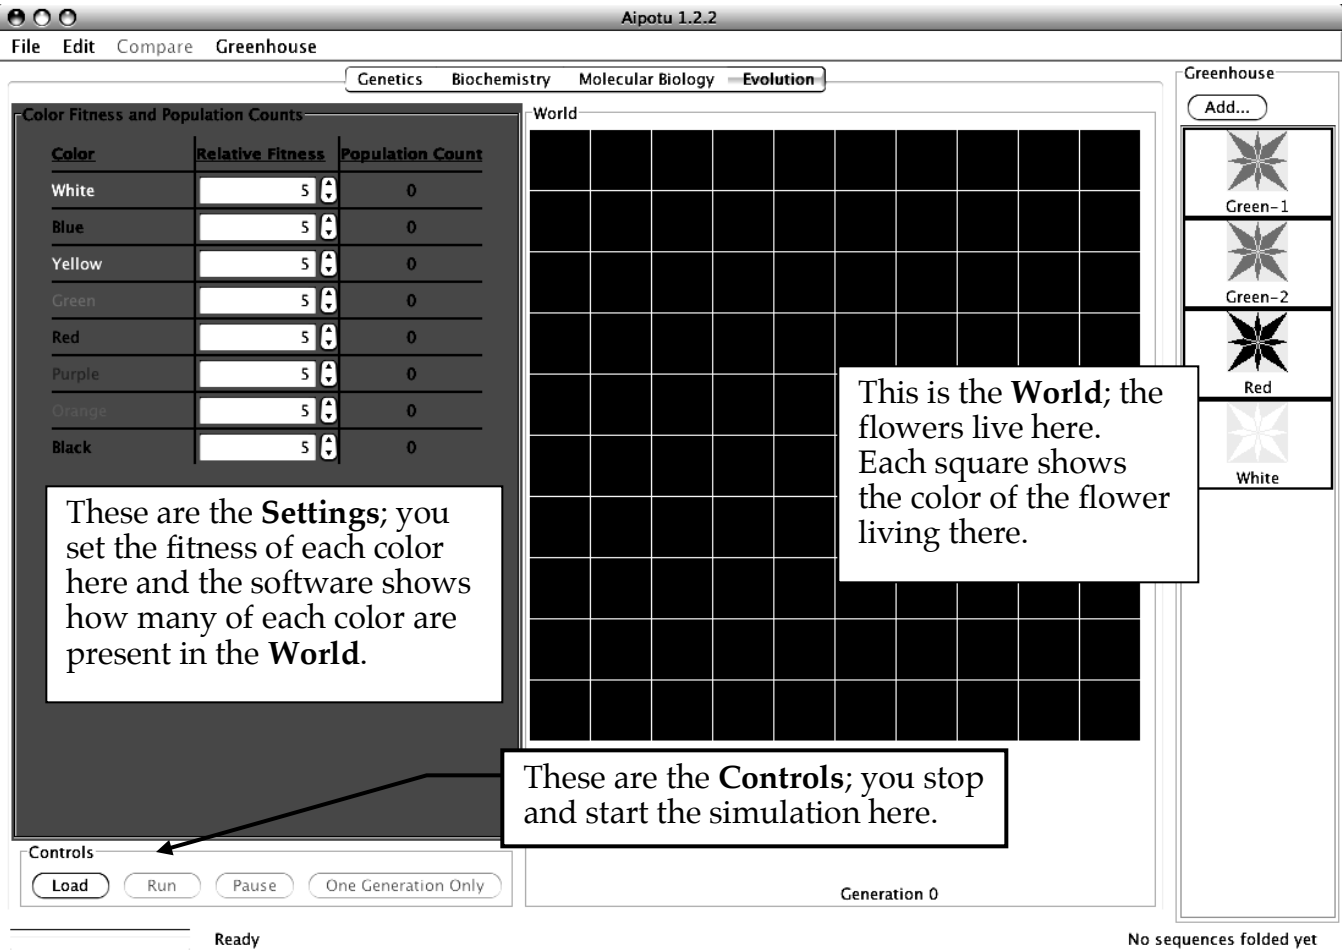 Aipotu 1.2.2
File Edit Compare Greenhouse
Genetics Biochemistry Molecular Biology Evolution
Color Fitness and Population Counts
Color Relative Fitness Population Count
White 5 0
Blue 5 0
Yellow 5 0
Green 5 0
Red 5 0
Purple 5 0
Orange 5 0
Black 5 0
These are the Settings; you
set the fitness of each color
here and the software shows
how many of each color are
present in the World.
World
This is the World; the
flowers live here.
Each square shows
the color of the flower
living there.
These are the Controls; you stop
and start the simulation here.
Controls
Load Run Pause One Generation Only
Generation 0
Greenhouse
Add...
Green-1
Green-2
Red
White
Ready
No sequences folded yet